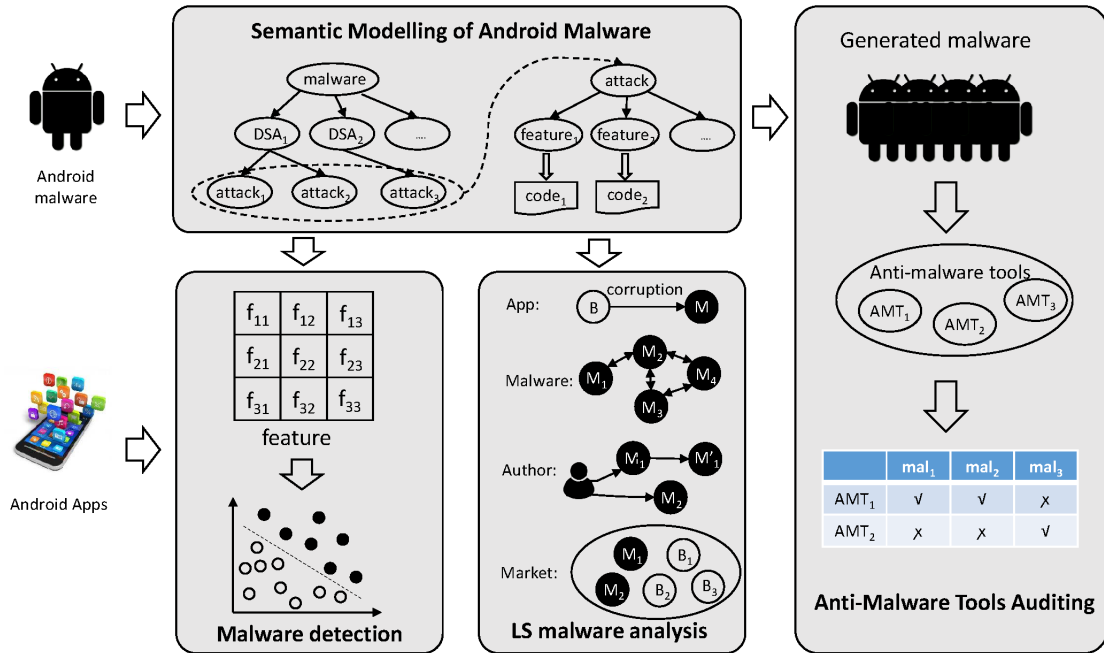 Semantic Modelling of Android Malware
malware
DSA₁
DSA₂
....
attack₁
attack₂
attack₃
attack
feature₁
feature₂
....
code₁
code₂
Android
malware
Android Apps
f₁₁ f₁₂ f₁₃
f₂₁ f₂₂ f₂₃
f₃₁ f₃₂ f₃₃
feature
Malware detection
App:
B
corruption
M
Malware:
M₁
M₂
M₃
M₄
Author:
M₁
M'₁
M₂
Market:
M₁
B₁
M₂
B₂
B₃
LS malware analysis
Generated malware
Anti-malware tools
AMT₁
AMT₂
AMT₃
mal₁ mal₂ mal₃
AMT₁ √ √ ✗
AMT₂ ✗ ✗ √
Anti-Malware Tools Auditing